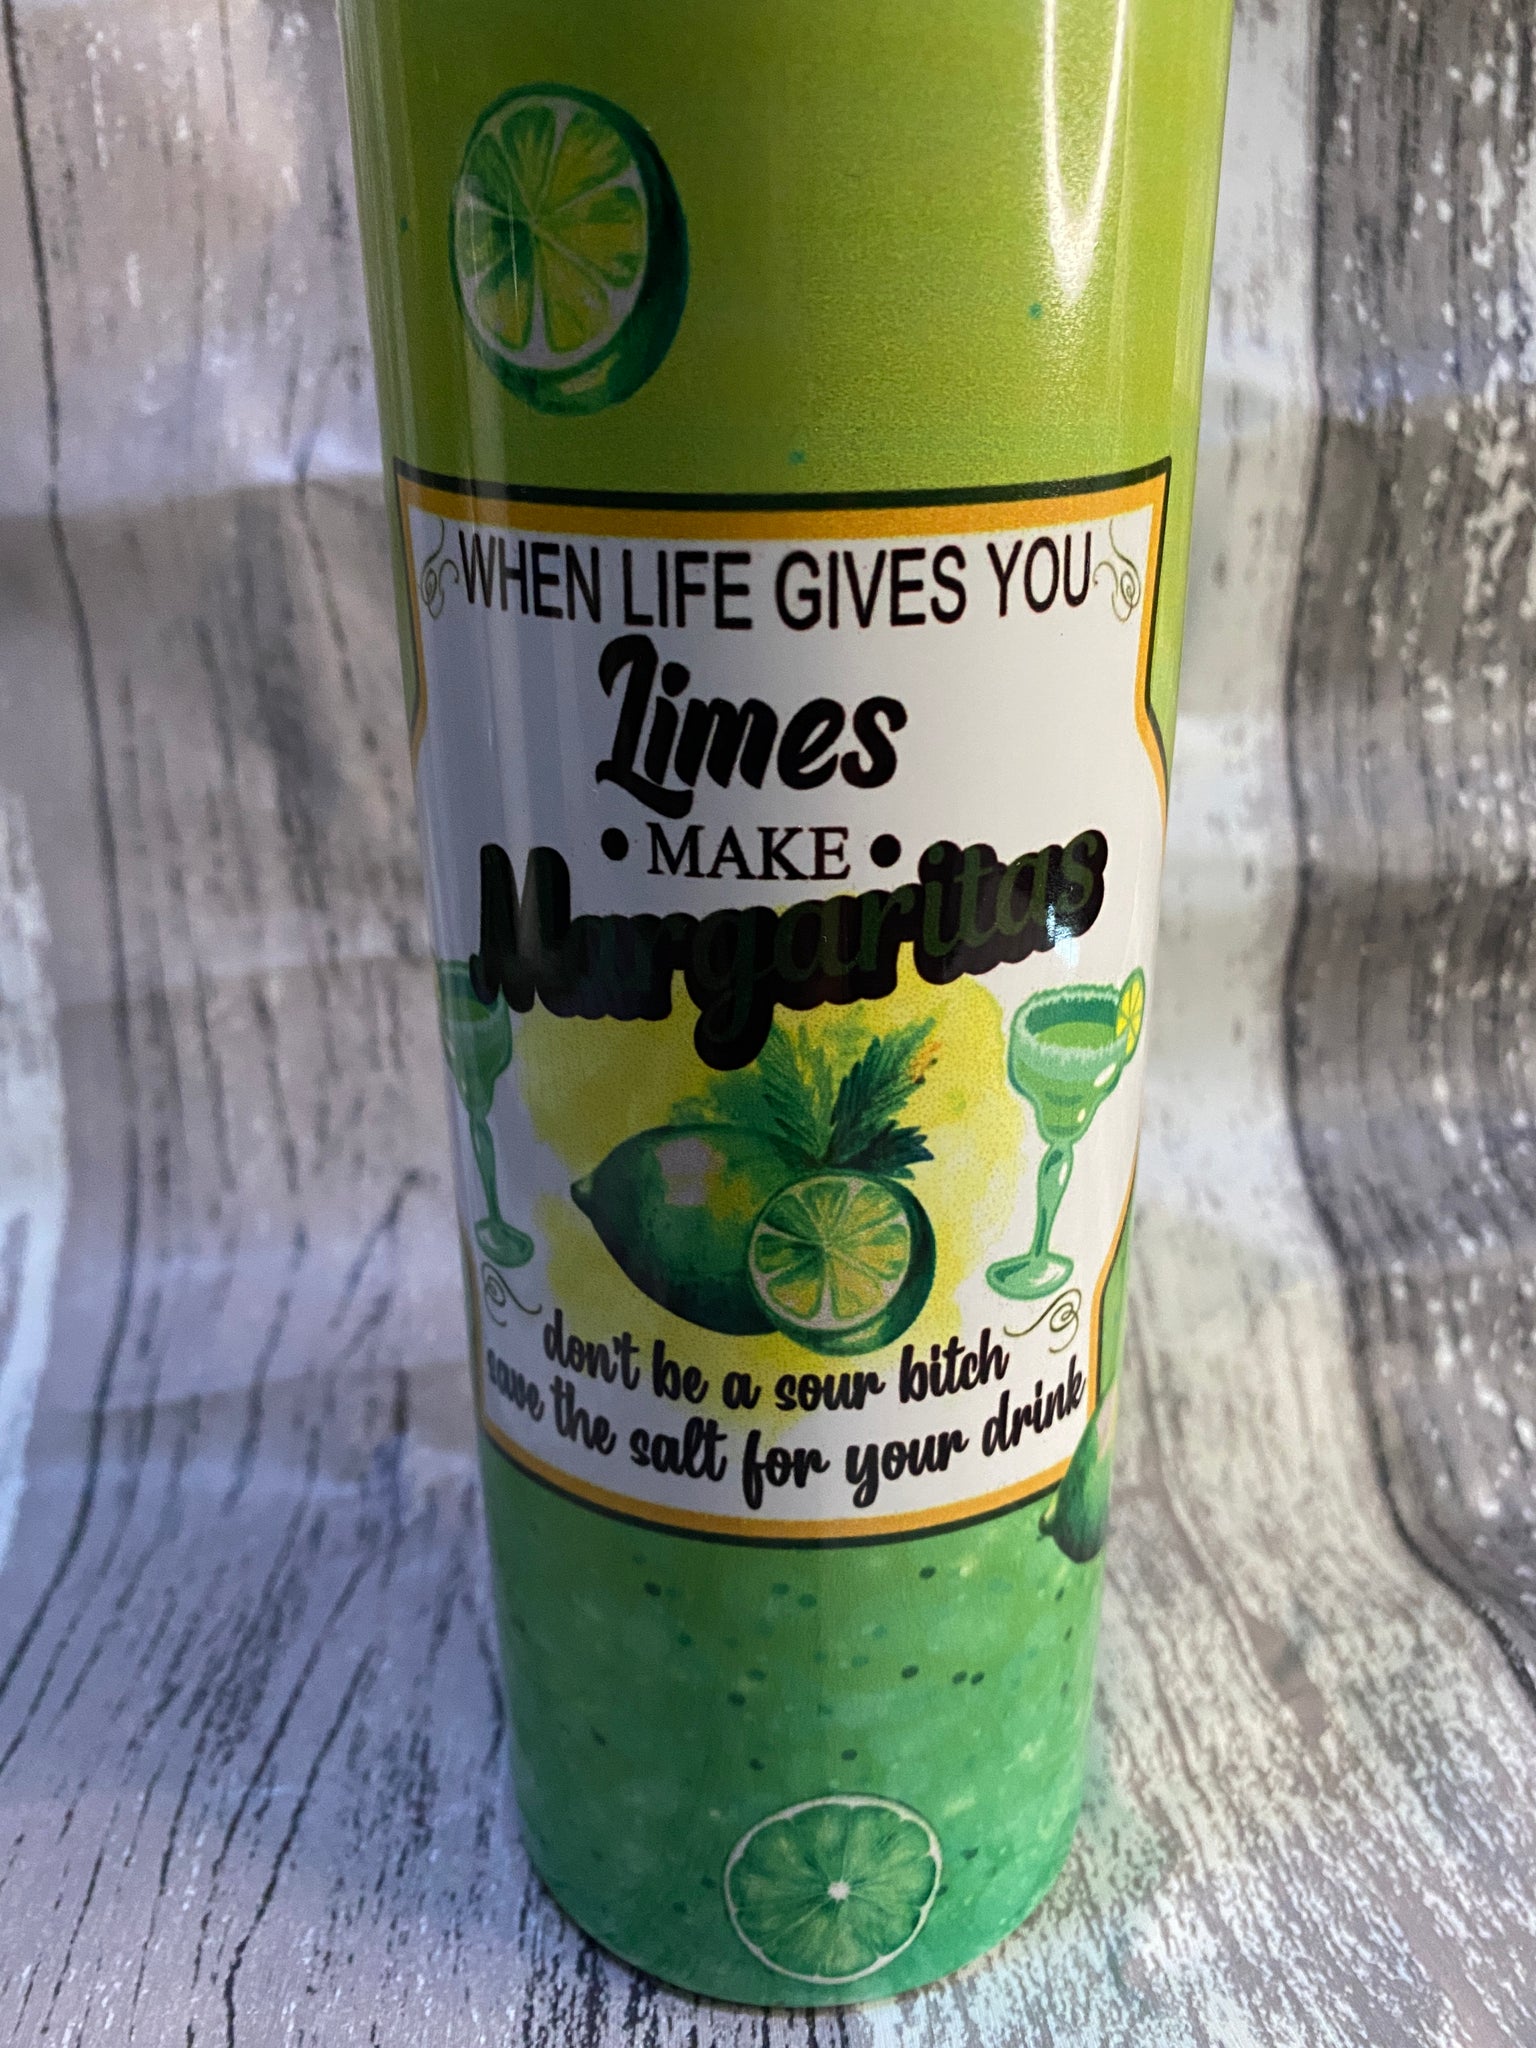 WHEN LIFE GIVES YOU
Limes
• MAKE •
Margaritas
don't be a sour bitch
save the salt for your drink